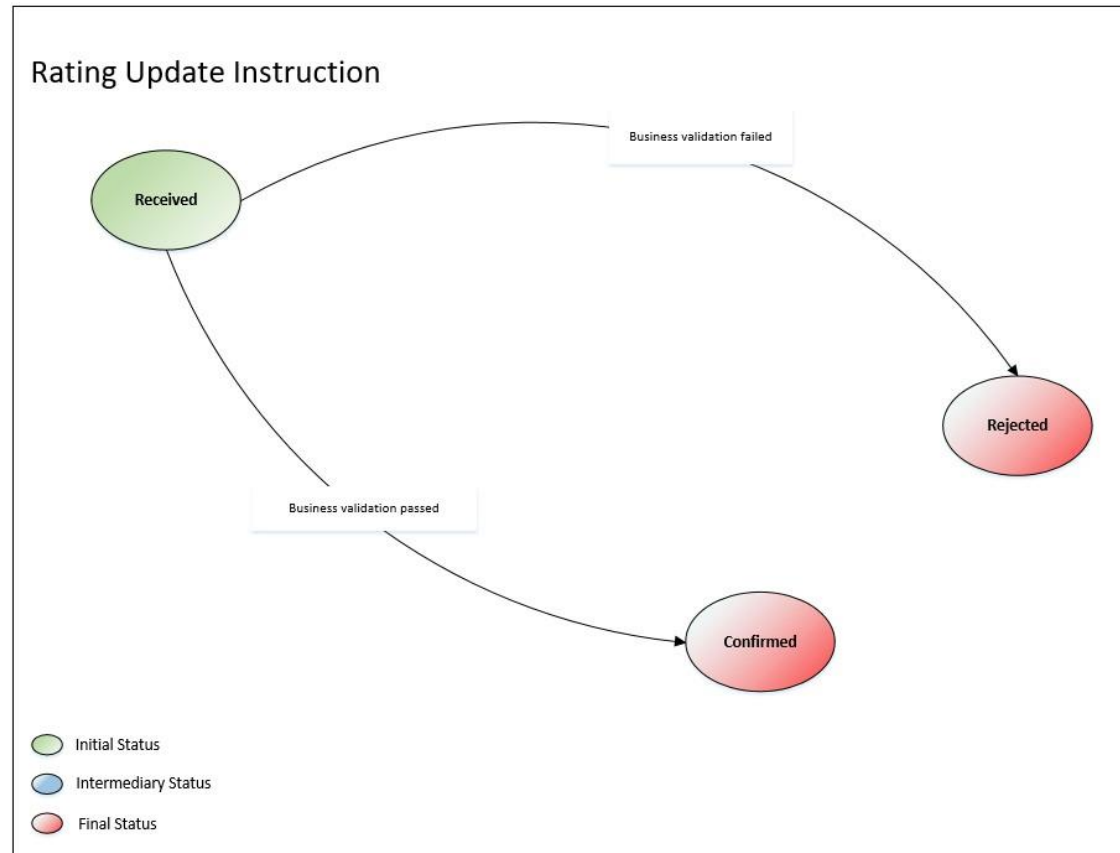 Rating Update Instruction
Business validation failed
Received
Rejected
Business validation passed
Confirmed
Initial Status
Intermediary Status
Final Status